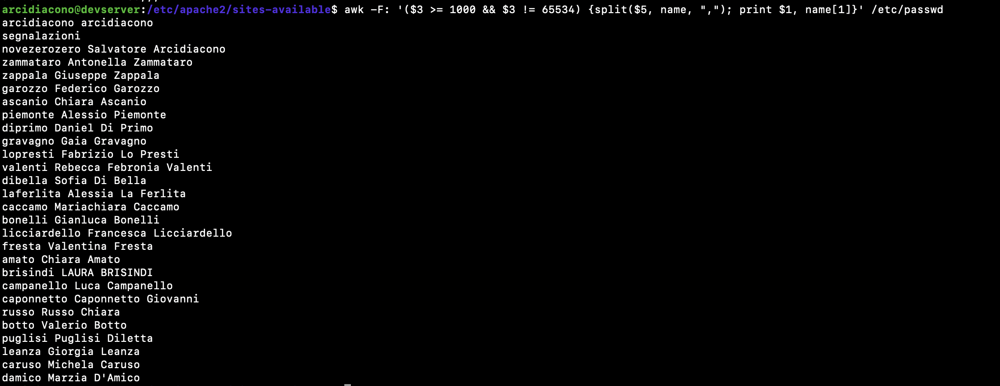 arcidiacono@devserver:/etc/apache2/sites-available$ awk -F: '($3 >= 1000 && $3 != 65534) {split($5, name, ","); print $1, name[1]}' /etc/passwd
arcidiacono arcidiacono
segnalazioni
novezerozero Salvatore Arcidiacono
zammataro Antonella Zammataro
zappala Giuseppe Zappala
garozzo Federico Garozzo
ascanio Chiara Ascanio
piemonte Alessio Piemonte
diprimo Daniel Di Primo
gravagno Gaia Gravagno
lopresti Fabrizio Lo Presti
valenti Rebecca Febronia Valenti
dibella Sofia Di Bella
laferlita Alessia La Ferlita
caccamo Mariachiara Caccamo
bonelli Gianluca Bonelli
licciardello Francesca Licciardello
fresta Valentina Fresta
amato Chiara Amato
brisindi LAURA BRISINDI
campanello Luca Campanello
caponnetto Caponnetto Giovanni
russo Russo Chiara
botto Valerio Botto
puglisi Puglisi Diletta
leanza Giorgia Leanza
caruso Michela Caruso
damico Marzia D'Amico